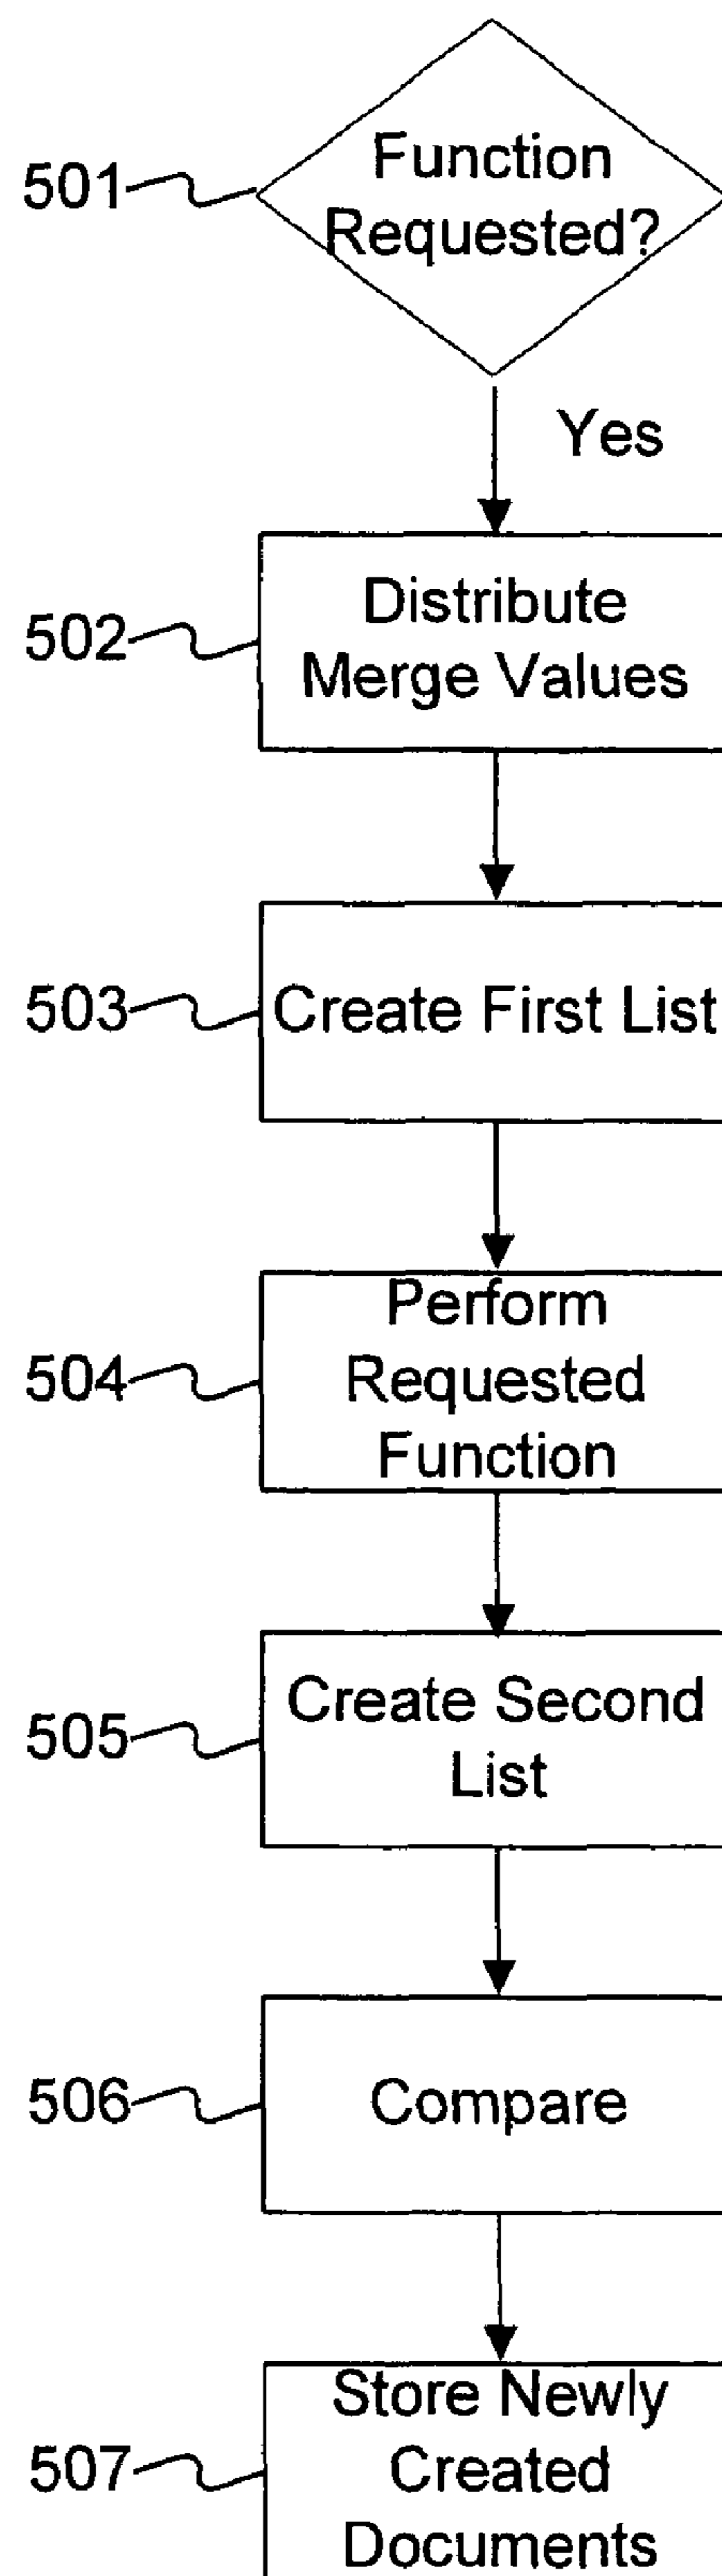 Function
501
Requested?
Yes
Distribute
502
Merge Values
503
Create First List
Perform
504
Requested
Function
Create Second
505
List
506
Compare
Store Newly
507
Created
Documents